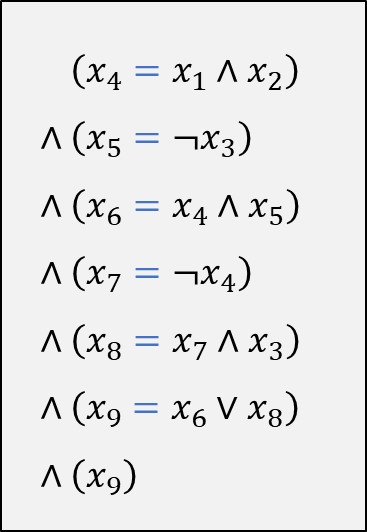 (x₄ = x₁ ∧ x₂)
∧ (x₅ = ¬x₃)
∧ (x₆ = x₄ ∧ x₅)
∧ (x₇ = ¬x₄)
∧ (x₈ = x₇ ∧ x₃)
∧ (x₉ = x₆ ∨ x₈)
∧ (x₉)